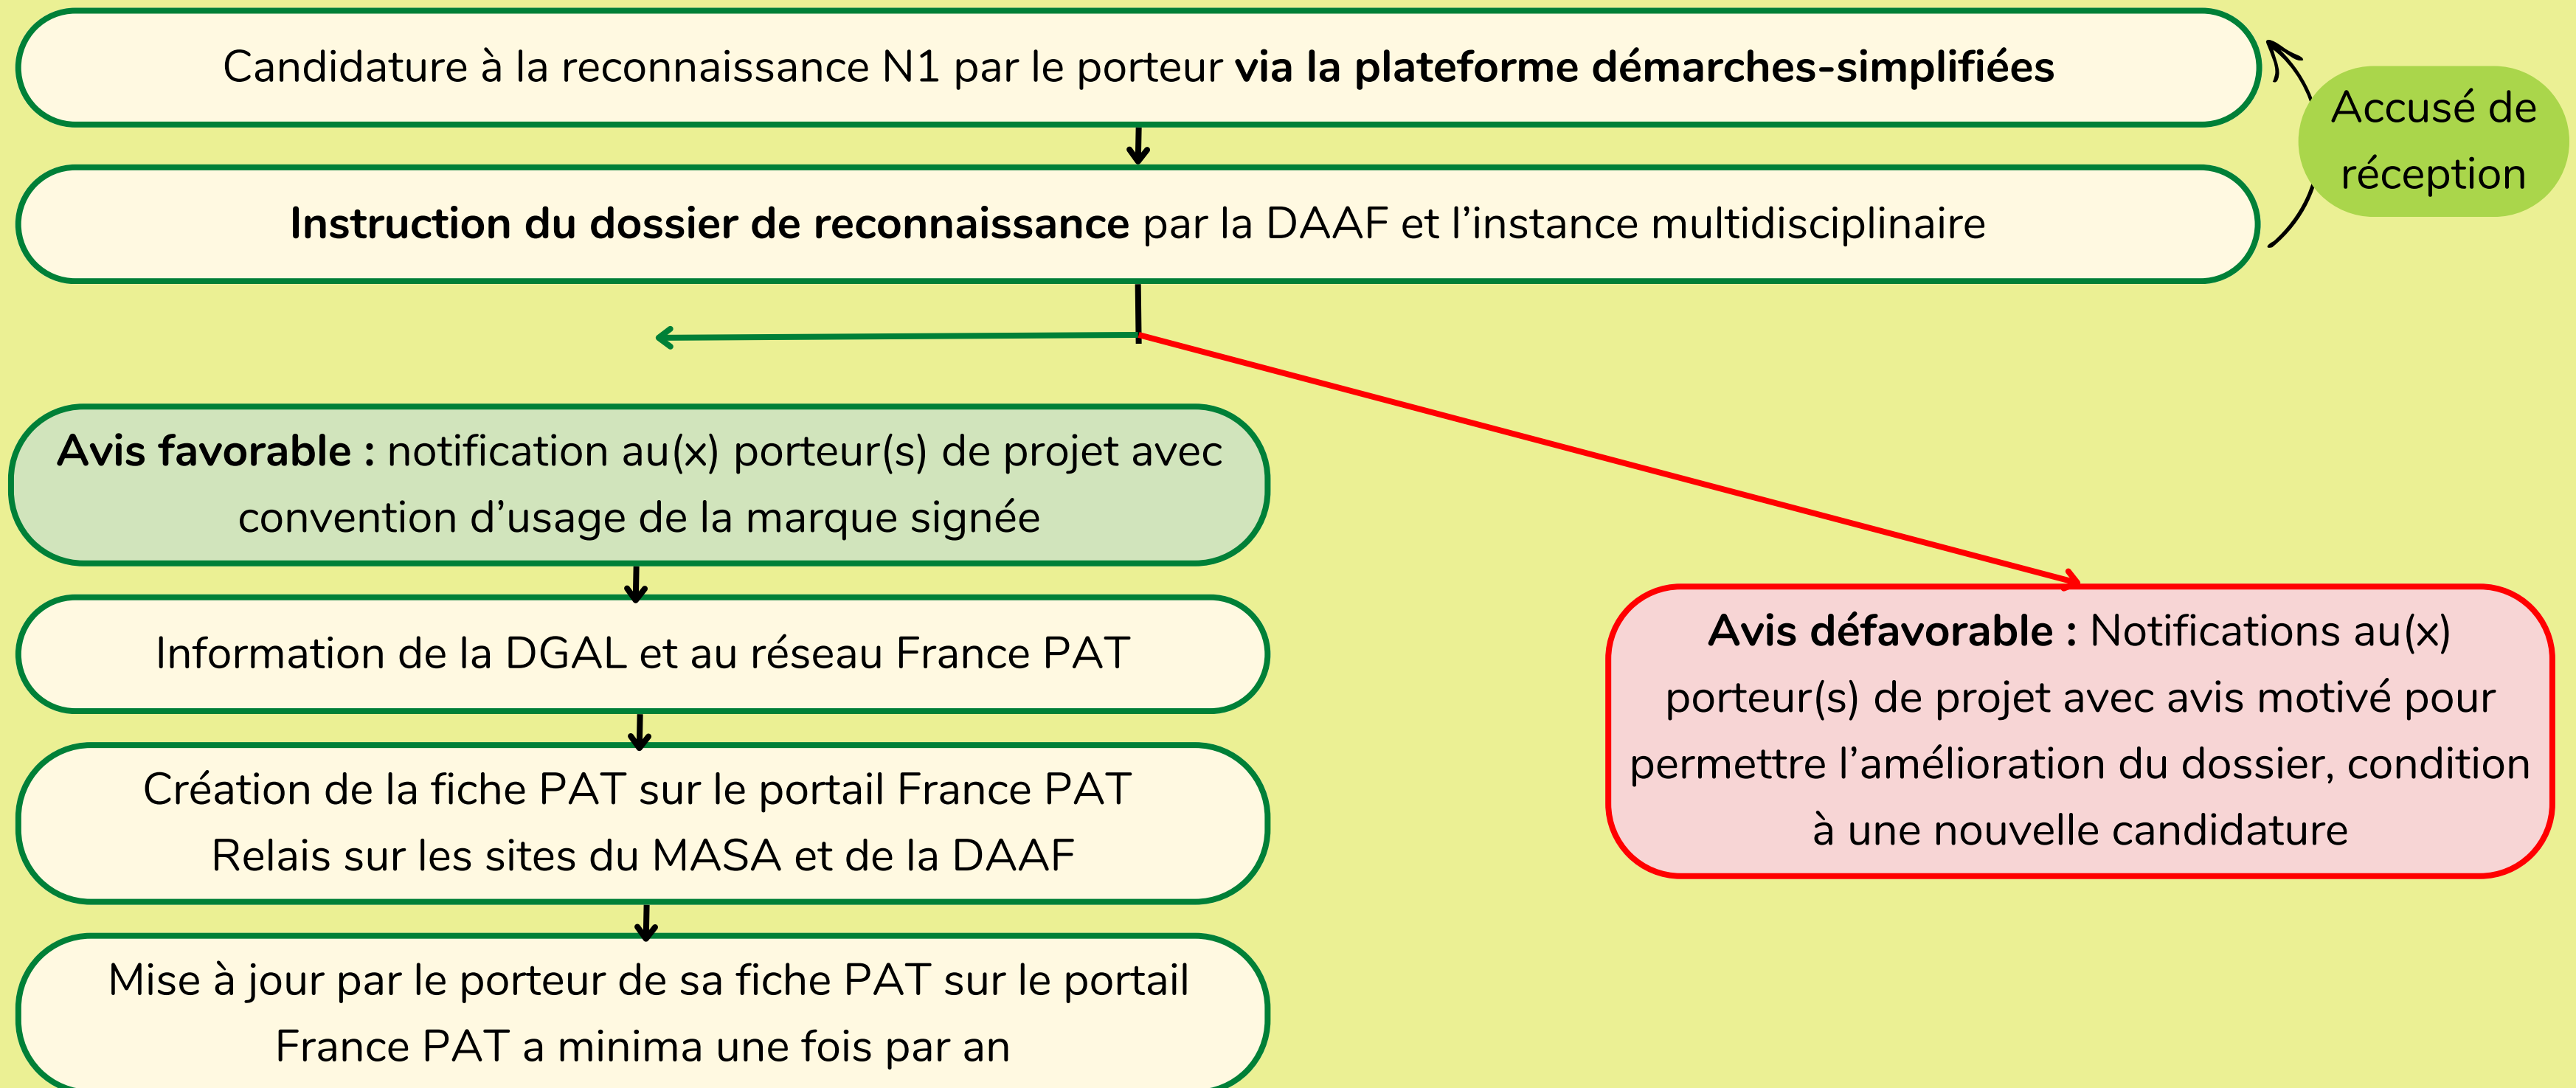 Candidature à la reconnaissance N1 par le porteur via la plateforme démarches-simplifiées
Accusé de
réception
Instruction du dossier de reconnaissance par la DAAF et l’instance multidisciplinaire
Avis favorable : notification au(x) porteur(s) de projet avec
convention d’usage de la marque signée
Information de la DGAL et au réseau France PAT
Création de la fiche PAT sur le portail France PAT
Relais sur les sites du MASA et de la DAAF
Mise à jour par le porteur de sa fiche PAT sur le portail
France PAT a minima une fois par an
Avis défavorable : Notifications au(x)
porteur(s) de projet avec avis motivé pour
permettre l’amélioration du dossier, condition
à une nouvelle candidature